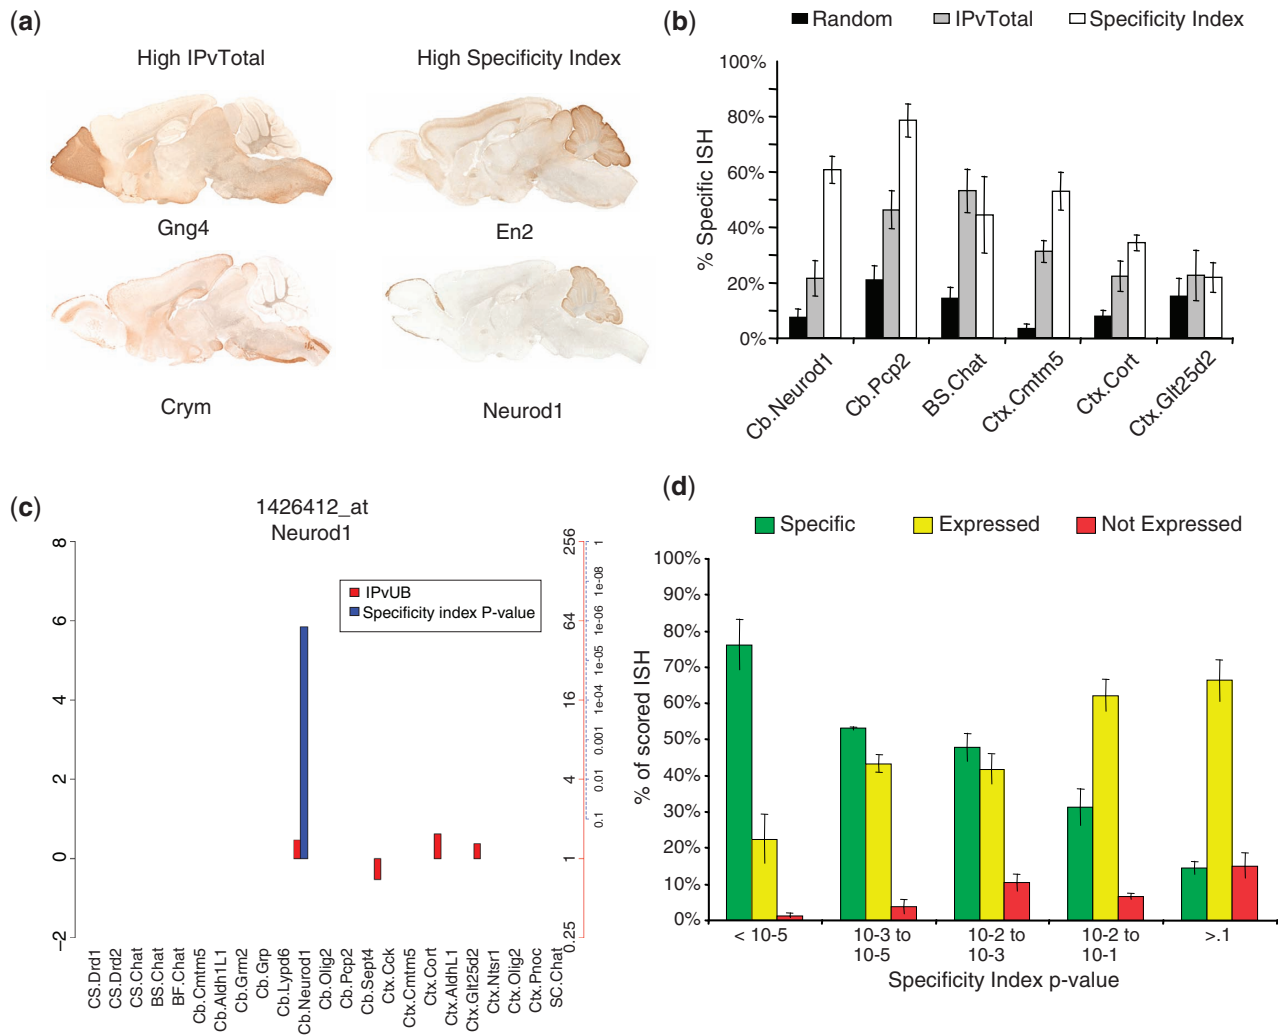 (a)
High IPvTotal
High Specificity Index
Gng4
En2
Crym
Neurod1
(b)
Random
IPvTotal
Specificity Index
% Specific ISH
100%
80%
60%
40%
20%
0%
Cb.Neurod1
Cb.Pcp2
BS.Chat
Ctx.Cmtm5
Ctx.Cort
Ctx.Glt25d2
(c)
1426412_at
Neurod1
IPvUB
Specificity index P-value
8
6
4
2
0
−2
256
64
16
4
1
0.25
1
1e-08
1e-06
1e-05
1e-04
0.001
0.01
0.1
CS.Drd1
CS.Drd2
CS.Chat
BS.Chat
BF.Chat
Cb.Cmtm5
Cb.Aldh1L1
Cb.Grm2
Cb.Grp
Cb.Lypd6
Cb.Neurod1
Cb.Olig2
Cb.Pcp2
Cb.Sept4
Ctx.Cck
Ctx.Cmtm5
Ctx.Cort
Ctx.AldhL1
Ctx.Glt25d2
Ctx.Ntsr1
Ctx.Olig2
Ctx.Pnoc
SC.Chat
(d)
Specific
Expressed
Not Expressed
% of scored ISH
100%
90%
80%
70%
60%
50%
40%
30%
20%
10%
0%
< 10-5
10-3 to
10-5
10-2 to
10-3
10-2 to
10-1
>.1
Specificity Index p-value